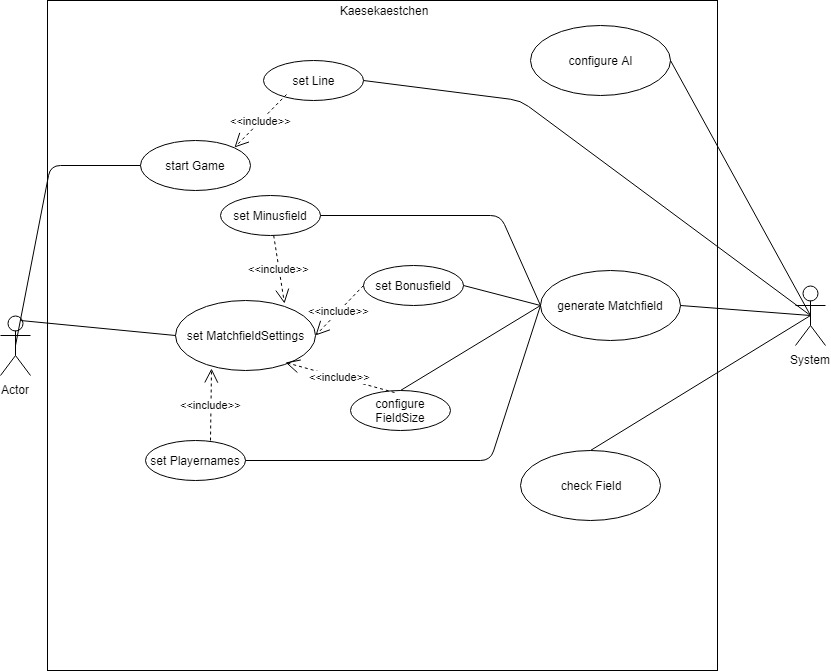 Kaesekaestchen
configure AI
set Line
<<include>>
start Game
set Minusfield
<<include>>
set Bonusfield
generate Matchfield
<<include>>
set MatchfieldSettings
System
<<include>>
Actor
configure
FieldSize
<<include>>
set Playernames
check Field